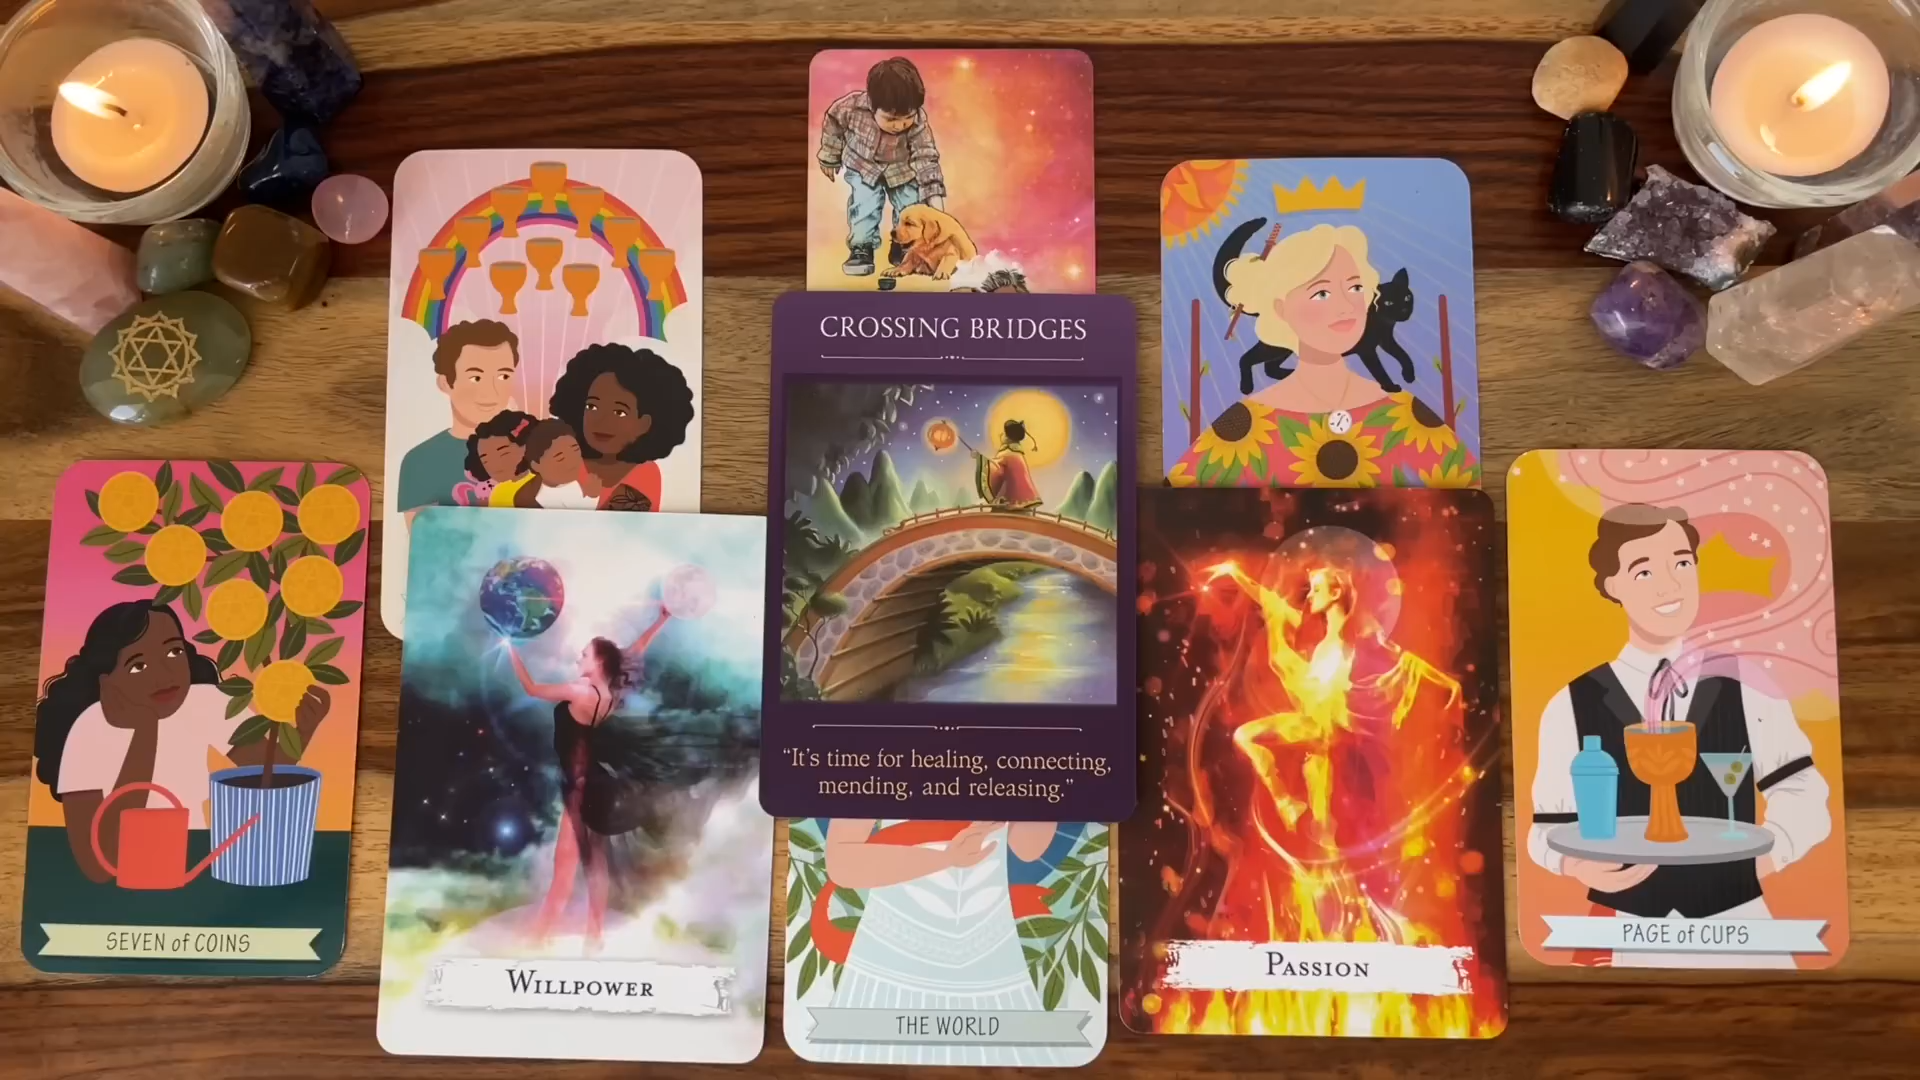 CROSSING BRIDGES
“It’s time for healing, connecting,
mending, and releasing.”
SEVEN of COINS
WILLPOWER
THE WORLD
PASSION
PAGE of CUPS